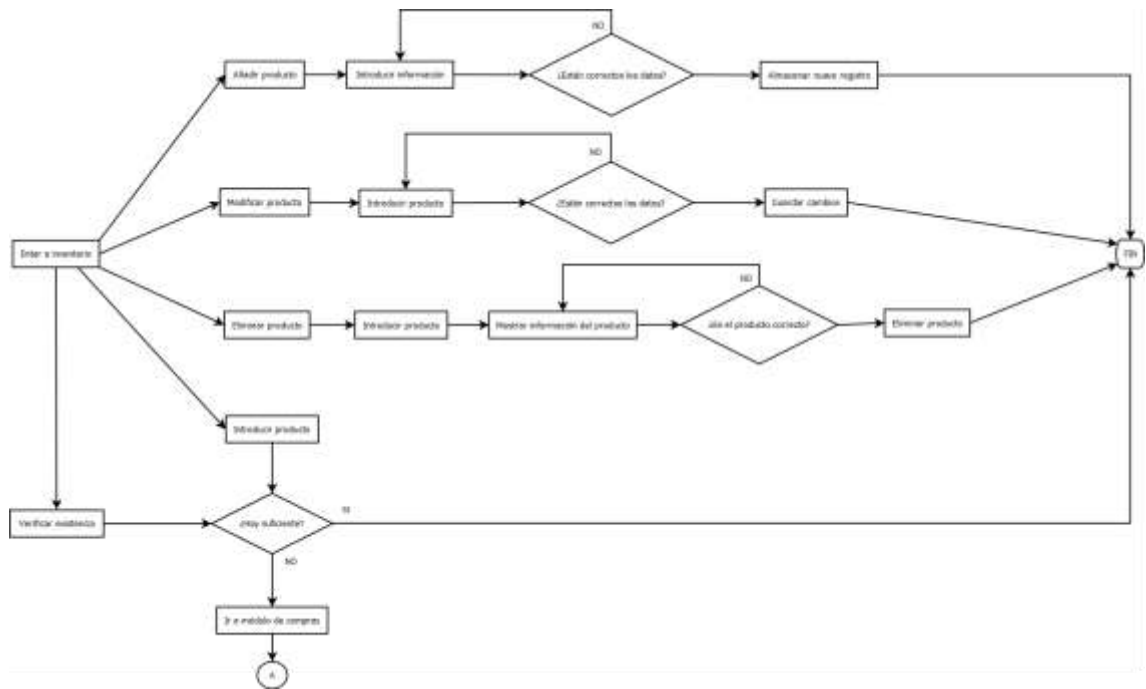 NO
Añadir producto
Introducir información
¿Están correctos los datos?
Almacenar nuevo registro
NO
Modificar producto
Introducir producto
¿Están correctos los datos?
Guardar cambios
Entar a inventario
FIN
NO
Eliminar producto
Introducir producto
Mostrar información del producto
¿Es el producto correcto?
Eliminar producto
Introducir producto
SI
Verificar existencia
¿Hay suficiente?
NO
Ir a módulo de compras
A